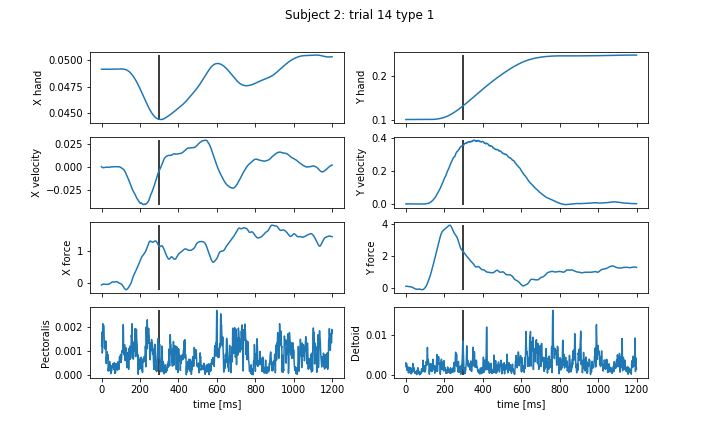 Subject 2: trial 14 type 1
X hand
0.0500
0.0475
0.0450
Y hand
0.2
0.1
X velocity
0.025
0.000
−0.025
Y velocity
0.4
0.2
0.0
X force
1
0
Y force
4
2
0
Pectoralis
0.002
0.001
0.000
0 200 400 600 800 1000 1200
time [ms]
Deltoid
0.01
0.00
0 200 400 600 800 1000 1200
time [ms]